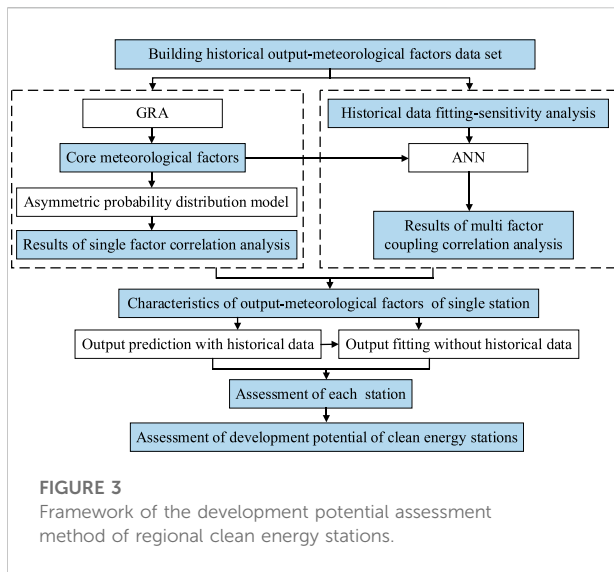 Building historical output-meteorological factors data set
GRA
Core meteorological factors
Asymmetric probability distribution model
Results of single factor correlation analysis
Historical data fitting-sensitivity analysis
ANN
Results of multi factor
coupling correlation analysis
Characteristics of output-meteorological factors of single station
Output prediction with historical data
Output fitting without historical data
Assessment of each station
Assessment of development potential of clean energy stations
FIGURE 3
Framework of the development potential assessment
method of regional clean energy stations.